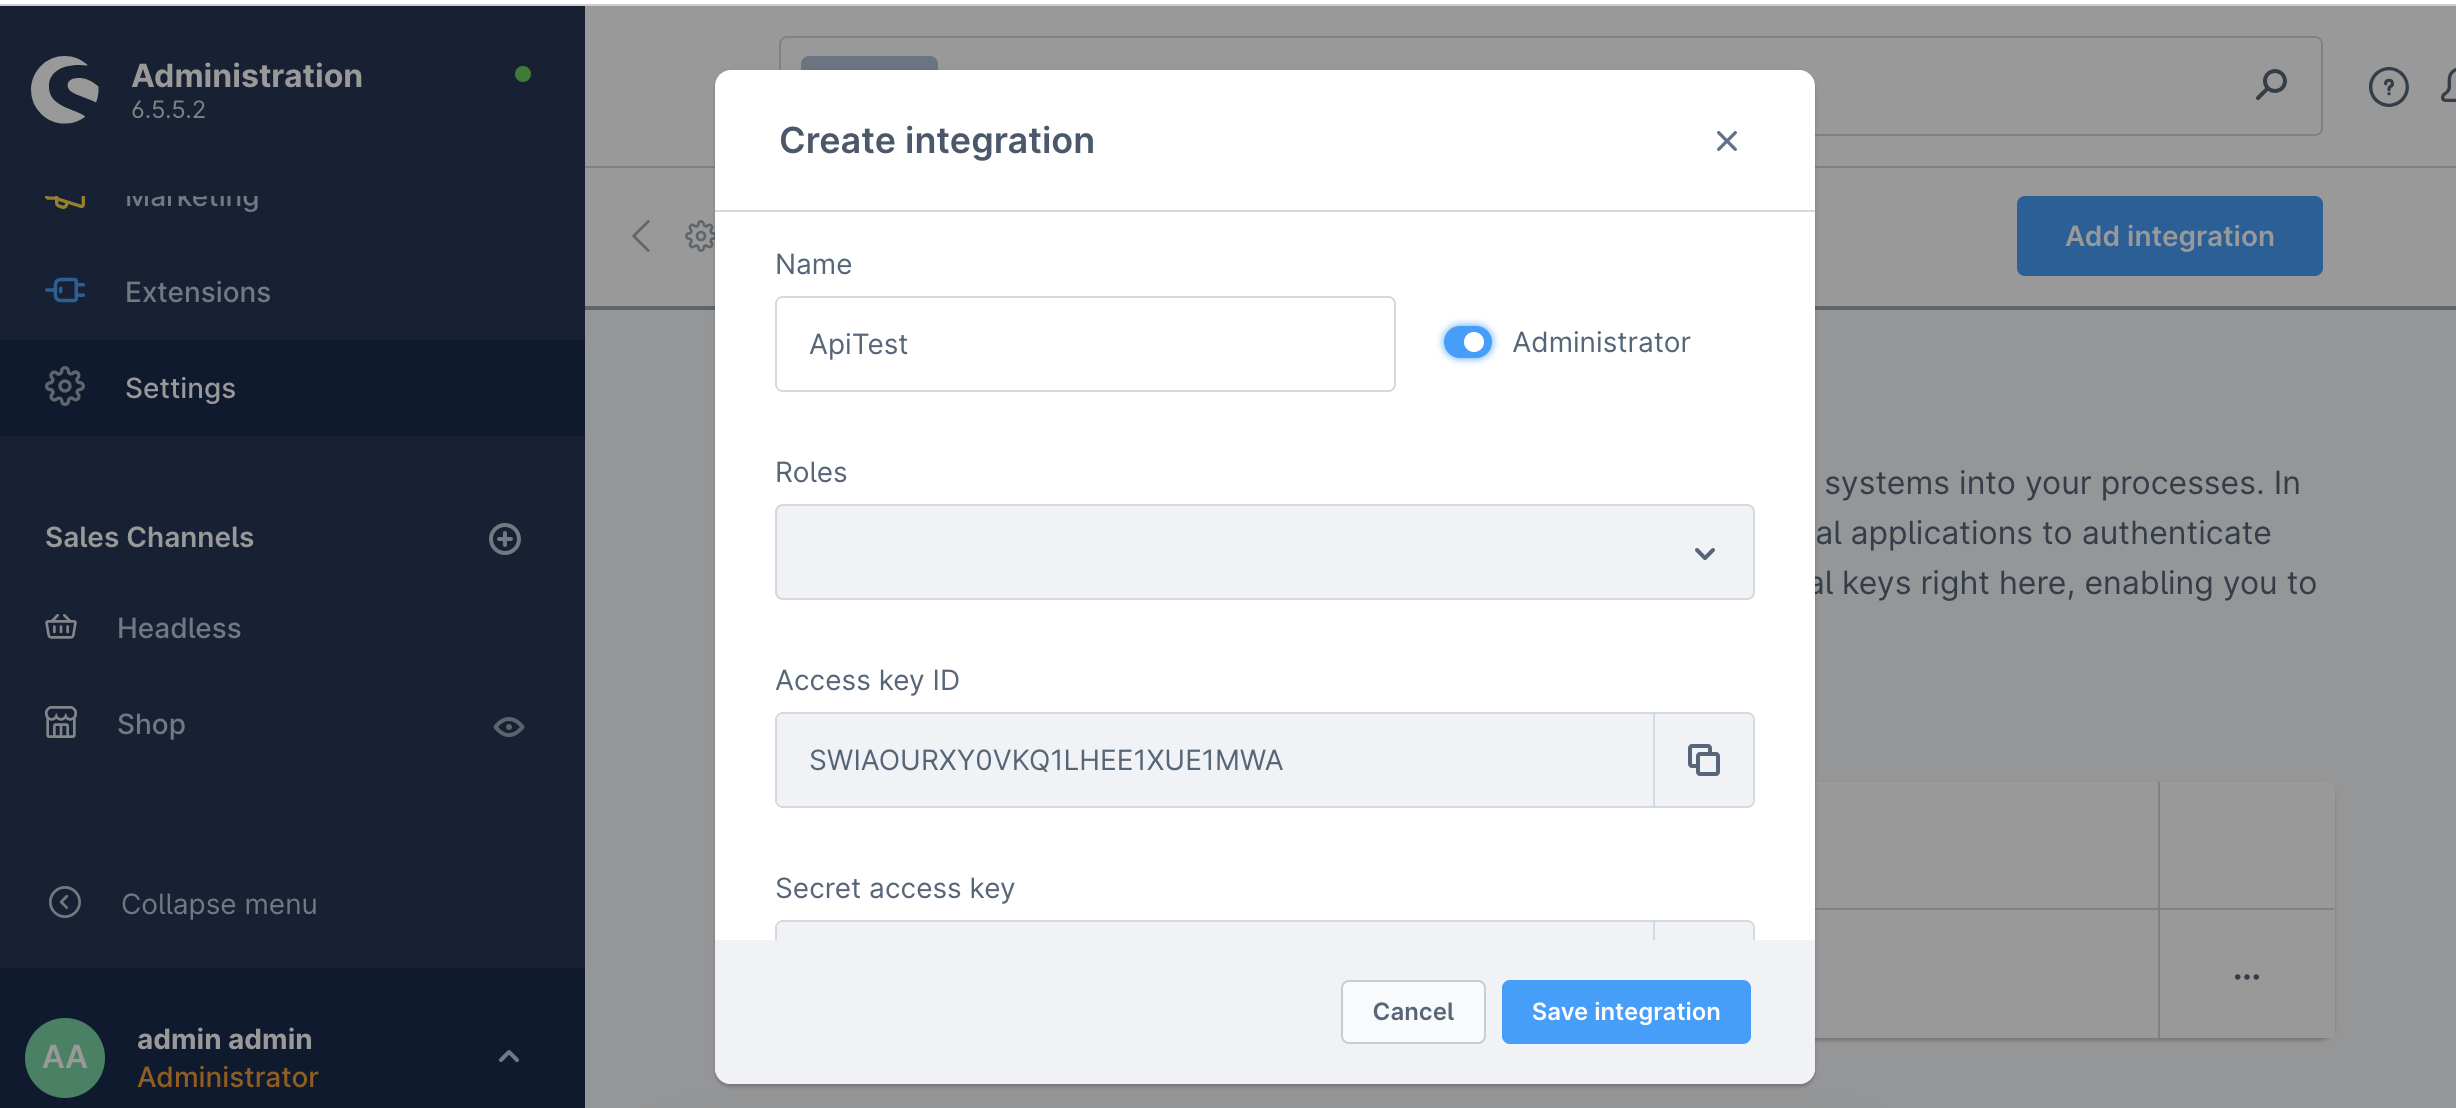 Administration
6.5.5.2
Marketing
Extensions
Settings
Sales Channels
Headless
Shop
Collapse menu
AA
admin admin
Administrator
Create integration
Name
ApiTest
Administrator
Roles
Access key ID
SWIAOURXY0VKQ1LHEE1XUE1MWA
Secret access key
Cancel
Save integration
?
Add integration
systems into your processes. In
al applications to authenticate
al keys right here, enabling you to